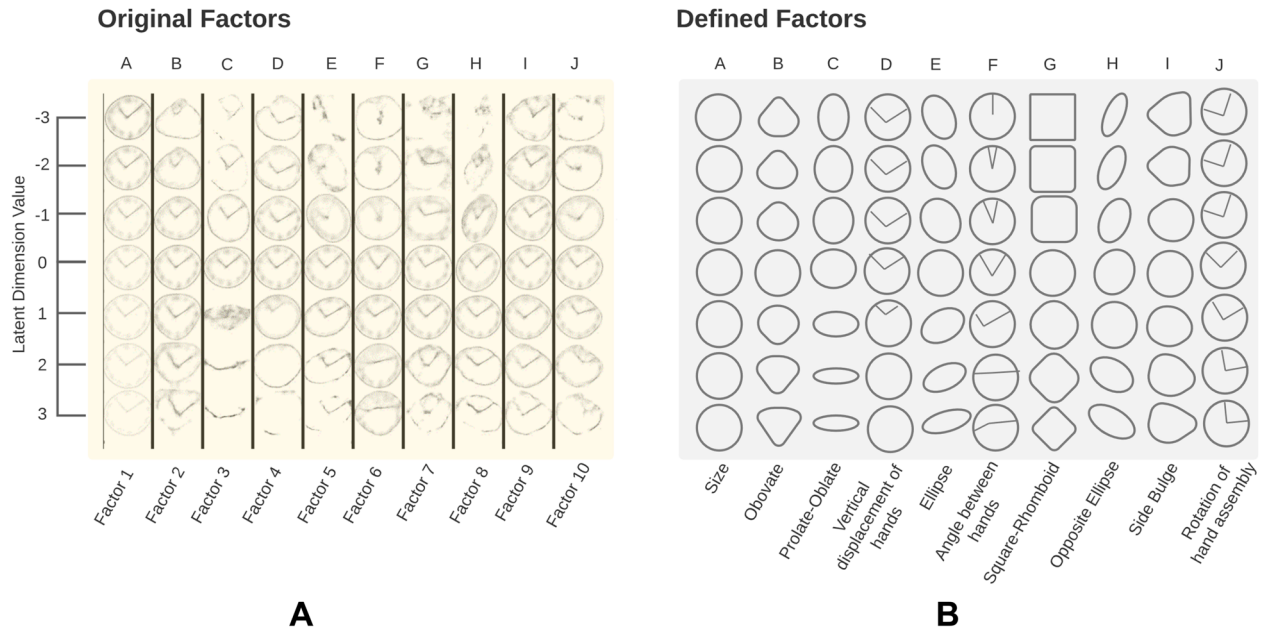 Original Factors
A B C D E F G H I J
-3
-2
-1
0
1
2
3
Latent Dimension Value
Factor 1
Factor 2
Factor 3
Factor 4
Factor 5
Factor 6
Factor 7
Factor 8
Factor 9
Factor 10
A
Defined Factors
A B C D E F G H I J
Size
Obovate
Prolate-Oblate
Vertical
displacement of
hands
Ellipse
Angle between
hands
Square-Rhomboid
Opposite Ellipse
Side Bulge
Rotation of
hand assembly
B